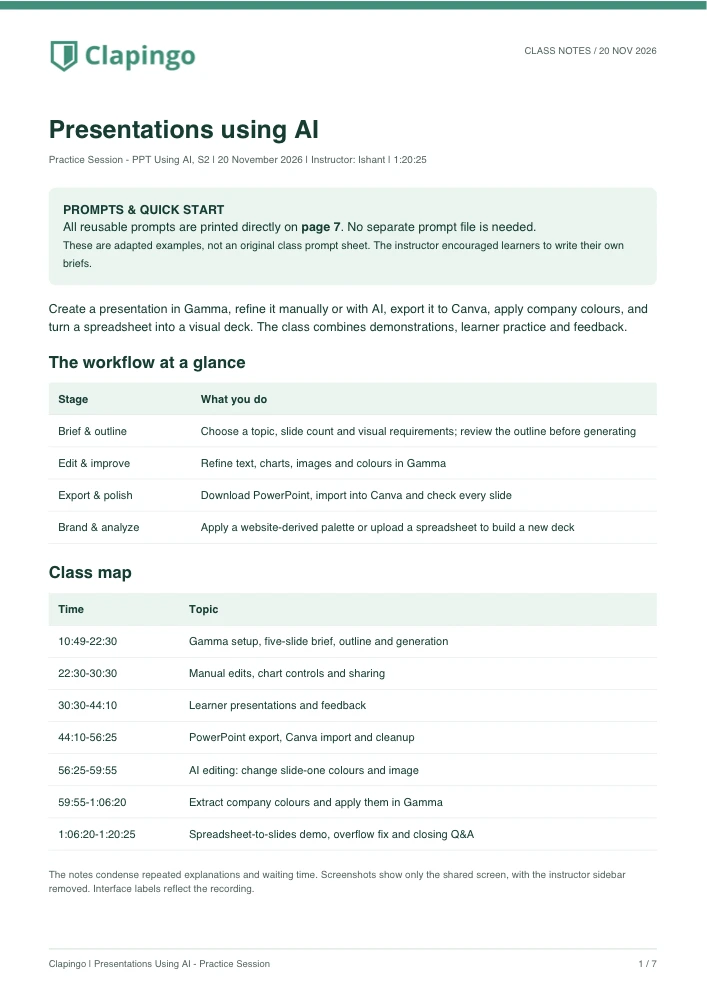 Clapingo
CLASS NOTES / 20 NOV 2026
Presentations using AI
Practice Session - PPT Using AI, S2 | 20 November 2026 | Instructor: Ishant | 1:20:25
PROMPTS & QUICK START
All reusable prompts are printed directly on page 7. No separate prompt file is needed.
These are adapted examples, not an original class prompt sheet. The instructor encouraged learners to write their own
briefs.
Create a presentation in Gamma, refine it manually or with AI, export it to Canva, apply company colours, and
turn a spreadsheet into a visual deck. The class combines demonstrations, learner practice and feedback.
The workflow at a glance
Stage What you do
Brief & outline Choose a topic, slide count and visual requirements; review the outline before generating
Edit & improve Refine text, charts, images and colours in Gamma
Export & polish Download PowerPoint, import into Canva and check every slide
Brand & analyze Apply a website-derived palette or upload a spreadsheet to build a new deck
Class map
Time Topic
10:49-22:30 Gamma setup, five-slide brief, outline and generation
22:30-30:30 Manual edits, chart controls and sharing
30:30-44:10 Learner presentations and feedback
44:10-56:25 PowerPoint export, Canva import and cleanup
56:25-59:55 AI editing: change slide-one colours and image
59:55-1:06:20 Extract company colours and apply them in Gamma
1:06:20-1:20:25 Spreadsheet-to-slides demo, overflow fix and closing Q&A
The notes condense repeated explanations and waiting time. Screenshots show only the shared screen, with the instructor sidebar
removed. Interface labels reflect the recording.
Clapingo | Presentations Using AI - Practice Session 1 / 7